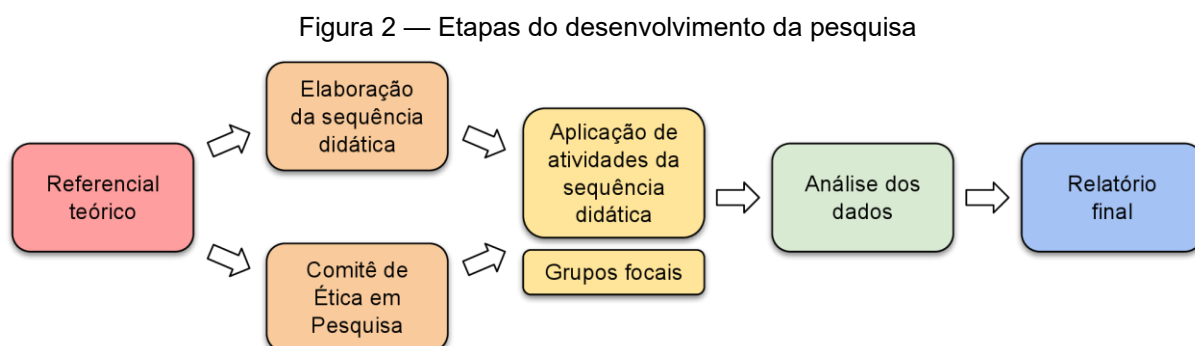 Figura 2 — Etapas do desenvolvimento da pesquisa
Referencial
teórico
Elaboração
da sequência
didática
Comitê de
Ética em
Pesquisa
Aplicação de
atividades da
sequência
didática
Grupos focais
Análise dos
dados
Relatório
final